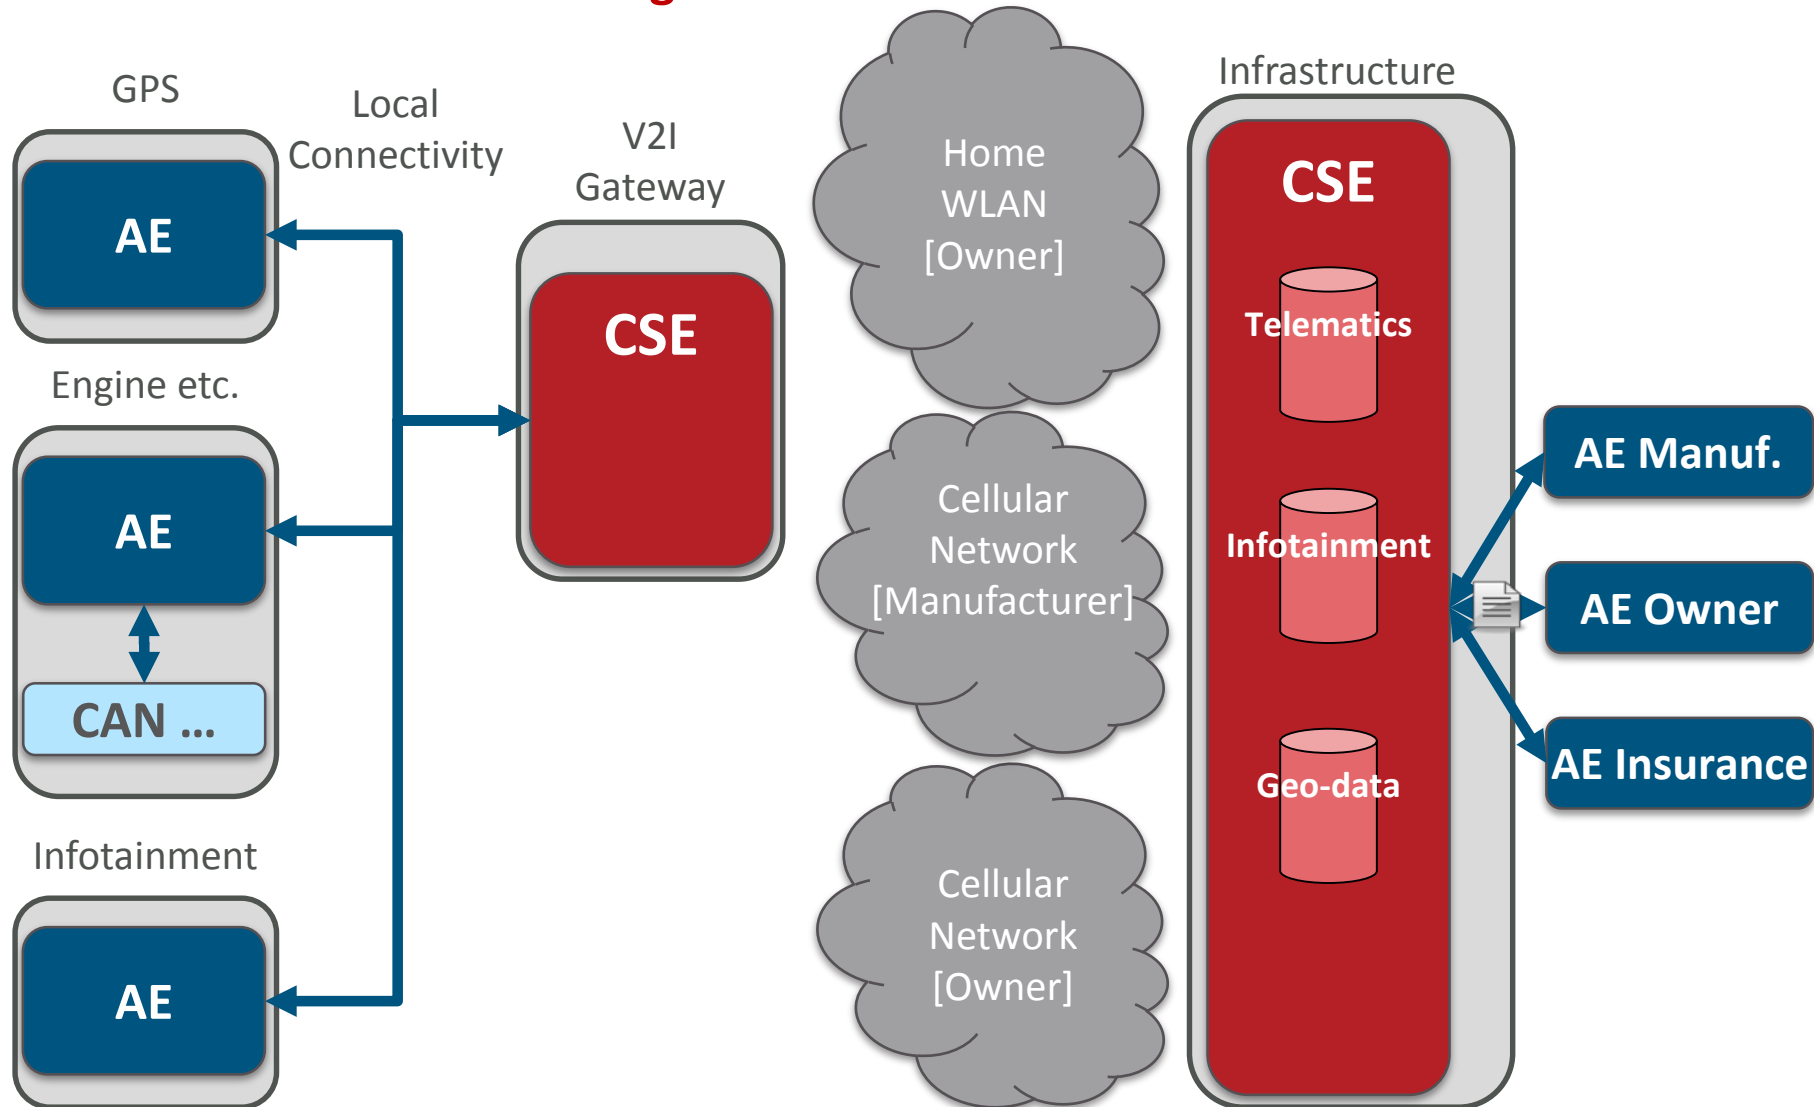 GPS
AE
Local
Connectivity
V2I
Gateway
CSE
Engine etc.
AE
CAN ...
Infotainment
AE
Home
WLAN
[Owner]
Cellular
Network
[Manufacturer]
Cellular
Network
[Owner]
Infrastructure
CSE
Telematics
Infotainment
Geo-data
AE Manuf.
AE Owner
AE Insurance